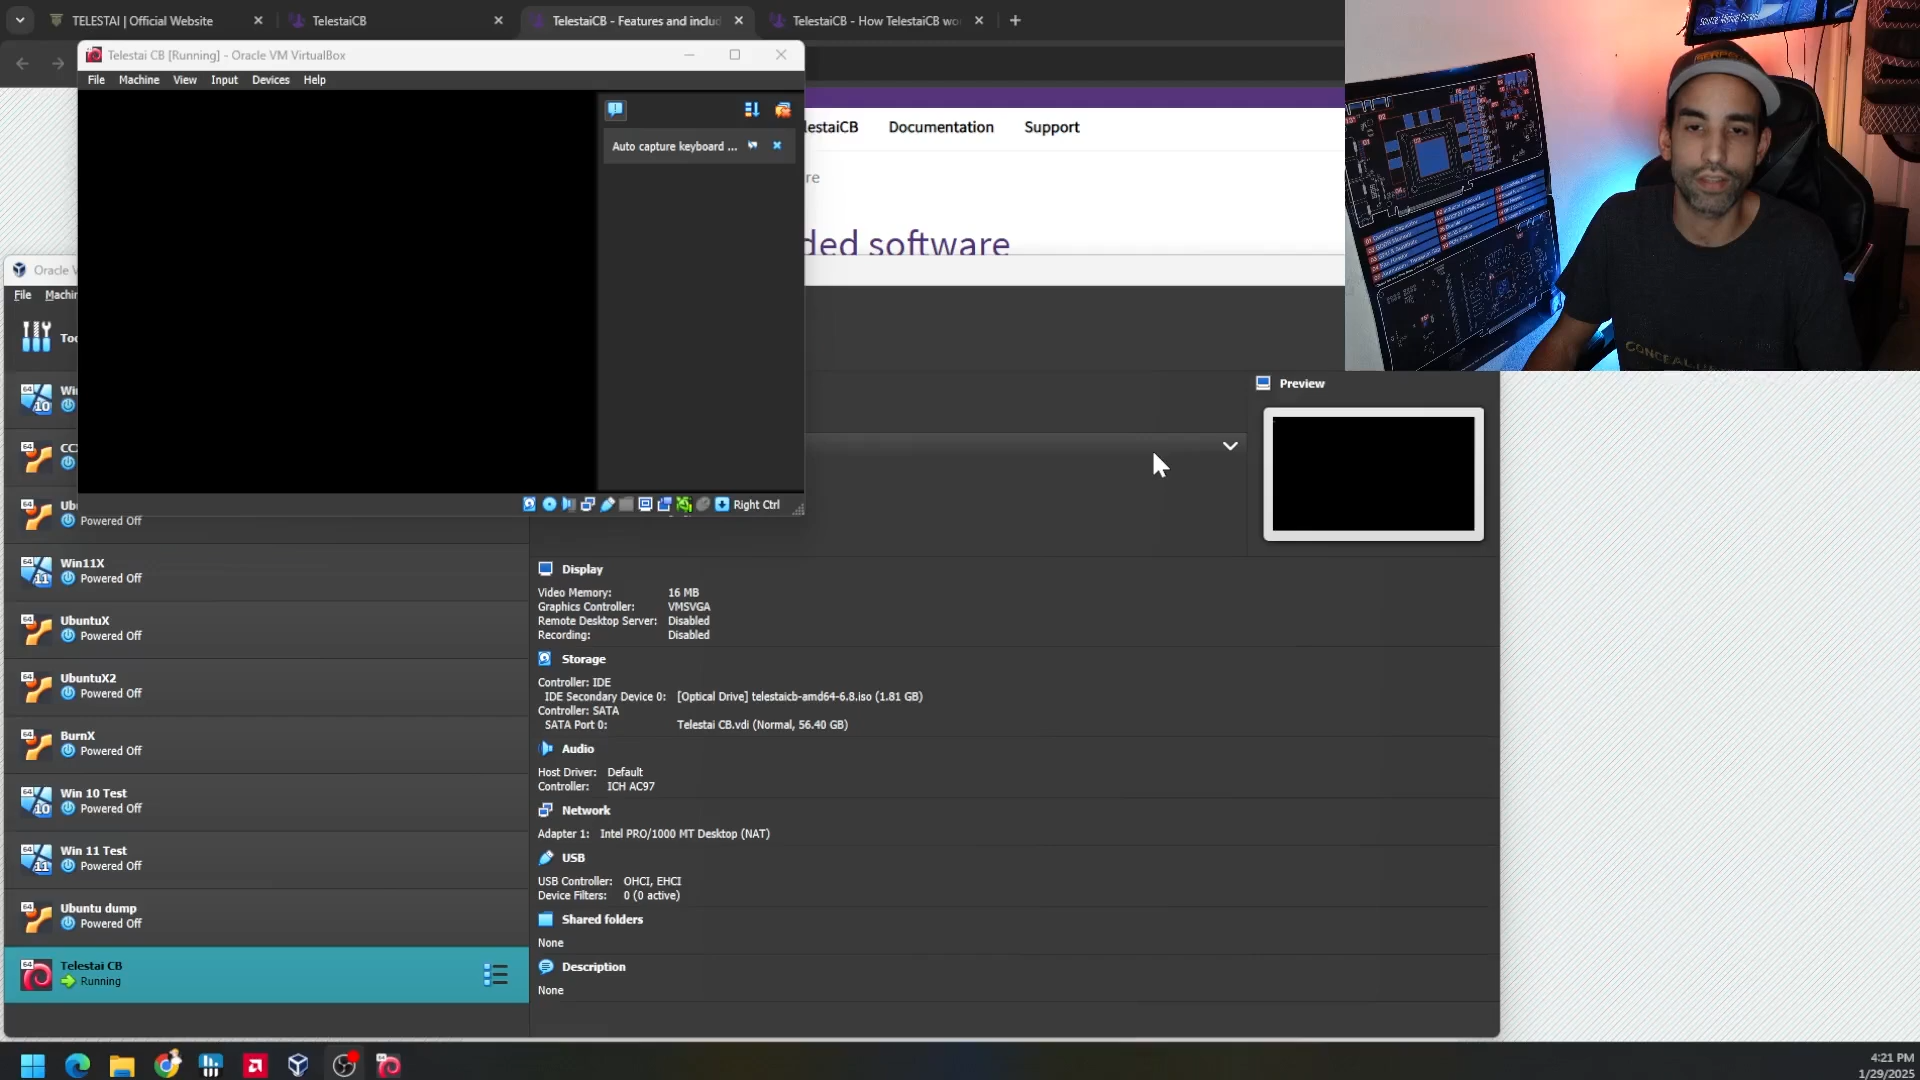 TELESTAI | Official Website
TelestaiCB
TelestaiCB - Features and includ
TelestaiCB - How TelestaiCB wo
Telestai CB [Running] - Oracle VM VirtualBox
File Machine View Input Devices Help
Auto capture keyboard ...
lestaiCB Documentation Support
re
ded software
Right Ctrl
Oracle V
File Machin
Too
Win
CC
Ubu
Powered Off
Win11X
Powered Off
UbuntuX
Powered Off
UbuntuX2
Powered Off
BurnX
Powered Off
Win 10 Test
Powered Off
Win 11 Test
Powered Off
Ubuntu dump
Powered Off
Telestai CB
Running
Preview
Display
Video Memory: 16 MB
Graphics Controller: VMSVGA
Remote Desktop Server: Disabled
Recording: Disabled
Storage
Controller: IDE
IDE Secondary Device 0: [Optical Drive] telestaicb-amd64-6.8.iso (1.81 GB)
Controller: SATA
SATA Port 0: Telestai CB.vdi (Normal, 56.40 GB)
Audio
Host Driver: Default
Controller: ICH AC97
Network
Adapter 1: Intel PRO/1000 MT Desktop (NAT)
USB
USB Controller: OHCI, EHCI
Device Filters: 0 (0 active)
Shared folders
None
Description
None
4:21 PM
1/29/2025